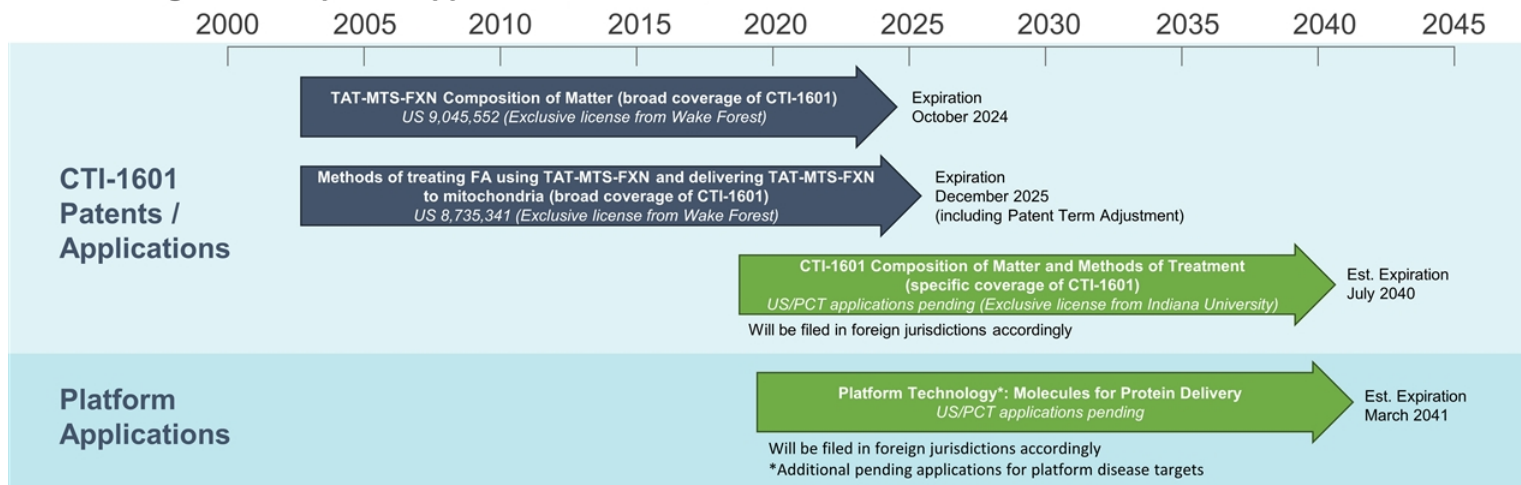 2000 2005 2010 2015 2020 2025 2030 2035 2040 2045
TAT-MTS-FXN Composition of Matter (broad coverage of CTI-1601)
US 9,045,552 (Exclusive license from Wake Forest)
Expiration
October 2024
CTI-1601
Patents /
Applications
Methods of treating FA using TAT-MTS-FXN and delivering TAT-MTS-FXN
to mitochondria (broad coverage of CTI-1601)
US 8,735,341 (Exclusive license from Wake Forest)
Expiration
December 2025
(including Patent Term Adjustment)
CTI-1601 Composition of Matter and Methods of Treatment
(specific coverage of CTI-1601)
US/PCT applications pending (Exclusive license from Indiana University)
Est. Expiration
July 2040
Will be filed in foreign jurisdictions accordingly
Platform
Applications
Platform Technology*: Molecules for Protein Delivery
US/PCT applications pending
Est. Expiration
March 2041
Will be filed in foreign jurisdictions accordingly
*Additional pending applications for platform disease targets